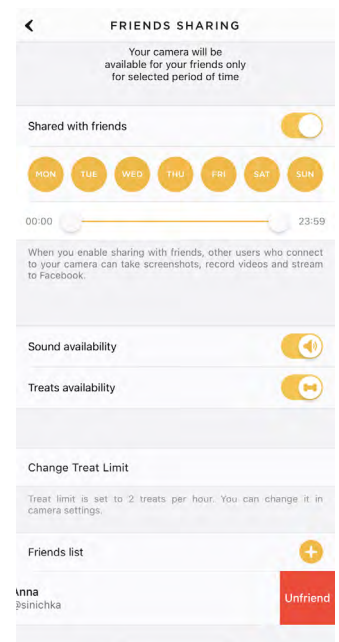 FRIENDS SHARING
Your camera will be
available for your friends only
for selected period of time
Shared with friends
MON TUE WED THU FRI SAT SUN
00:00 23:59
When you enable sharing with friends, other users who connect
to your camera can take screenshots, record videos and stream
to Facebook.
Sound availability
Treats availability
Change Treat Limit
Treat limit is set to 2 treats per hour. You can change it in
camera settings.
Friends list
Anna
@sinichka
Unfriend